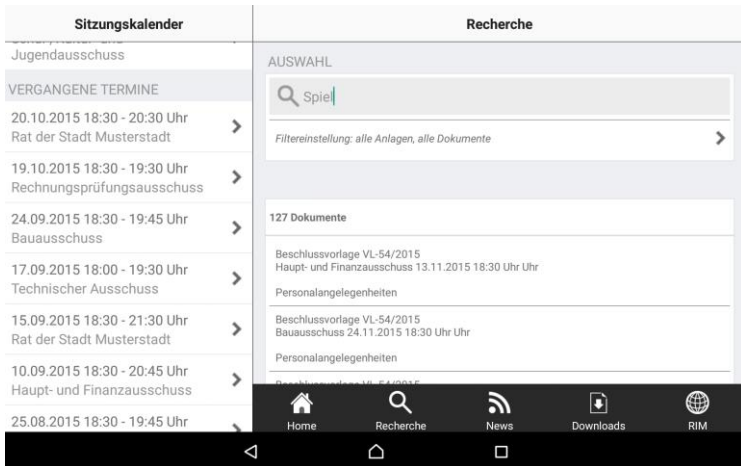 Sitzungskalender
Jugendausschuss
VERGANGENE TERMINE
20.10.2015 18:30 - 20:30 Uhr
Rat der Stadt Musterstadt
19.10.2015 18:30 - 19:30 Uhr
Rechnungsprüfungsausschuss
24.09.2015 18:30 - 19:45 Uhr
Bauausschuss
17.09.2015 18:00 - 19:30 Uhr
Technischer Ausschuss
15.09.2015 18:30 - 21:30 Uhr
Rat der Stadt Musterstadt
10.09.2015 18:30 - 20:45 Uhr
Haupt- und Finanzausschuss
25.08.2015 18:30 - 19:45 Uhr
Recherche
AUSWAHL
Spiel
Filtereinstellung: alle Anlagen, alle Dokumente
127 Dokumente
Beschlussvorlage VL-54/2015
Haupt- und Finanzausschuss 13.11.2015 18:30 Uhr Uhr
Personalangelegenheiten
Beschlussvorlage VL-54/2015
Bauausschuss 24.11.2015 18:30 Uhr Uhr
Personalangelegenheiten
Home
Recherche
News
Downloads
RIM